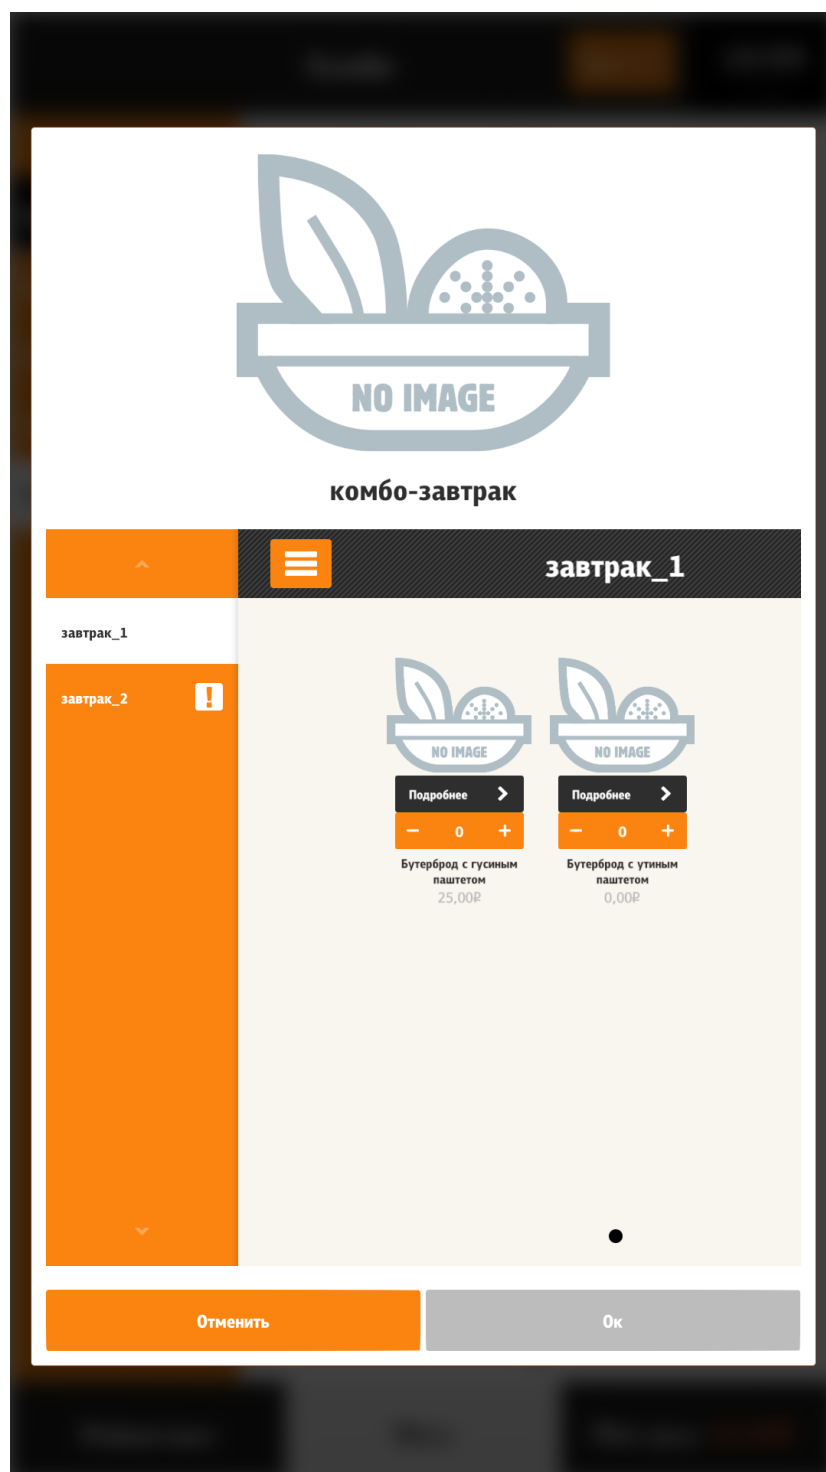 NO IMAGE
комбо-завтрак
завтрак_1
завтрак_1
завтрак_2
!
NO IMAGE
NO IMAGE
Подробнее
Подробнее
− 0 +
− 0 +
Бутерброд с гусиным
паштетом
25,00₽
Бутерброд с утиным
паштетом
0,00₽
Отменить
Ок